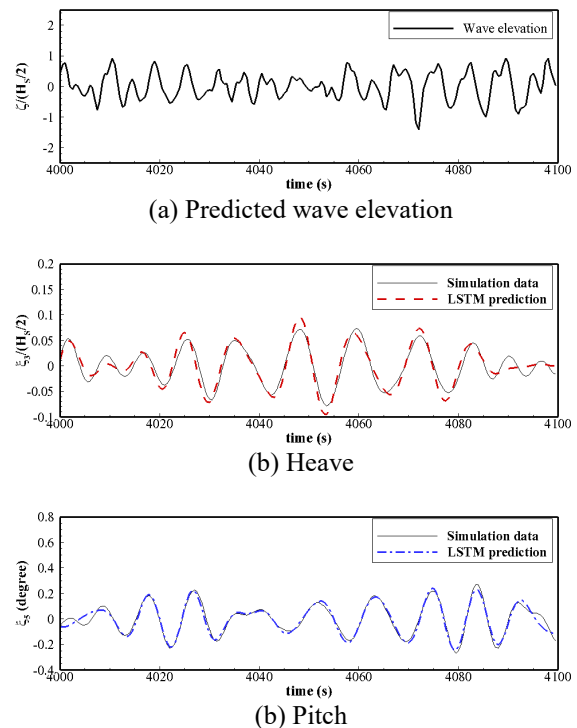 2
1
0
-1
-2
ζ/(H_S/2)
Wave elevation
4000 4020 4040 4060 4080 4100
time (s)
(a) Predicted wave elevation
0.2
0.15
0.1
0.05
0
-0.05
-0.1
ξ₃/(H_S/2)
Simulation data
LSTM prediction
4000 4020 4040 4060 4080 4100
time (s)
(b) Heave
0.8
0.6
0.4
0.2
0
-0.2
-0.4
ξ₅ (degree)
Simulation data
LSTM prediction
4000 4020 4040 4060 4080 4100
time (s)
(b) Pitch